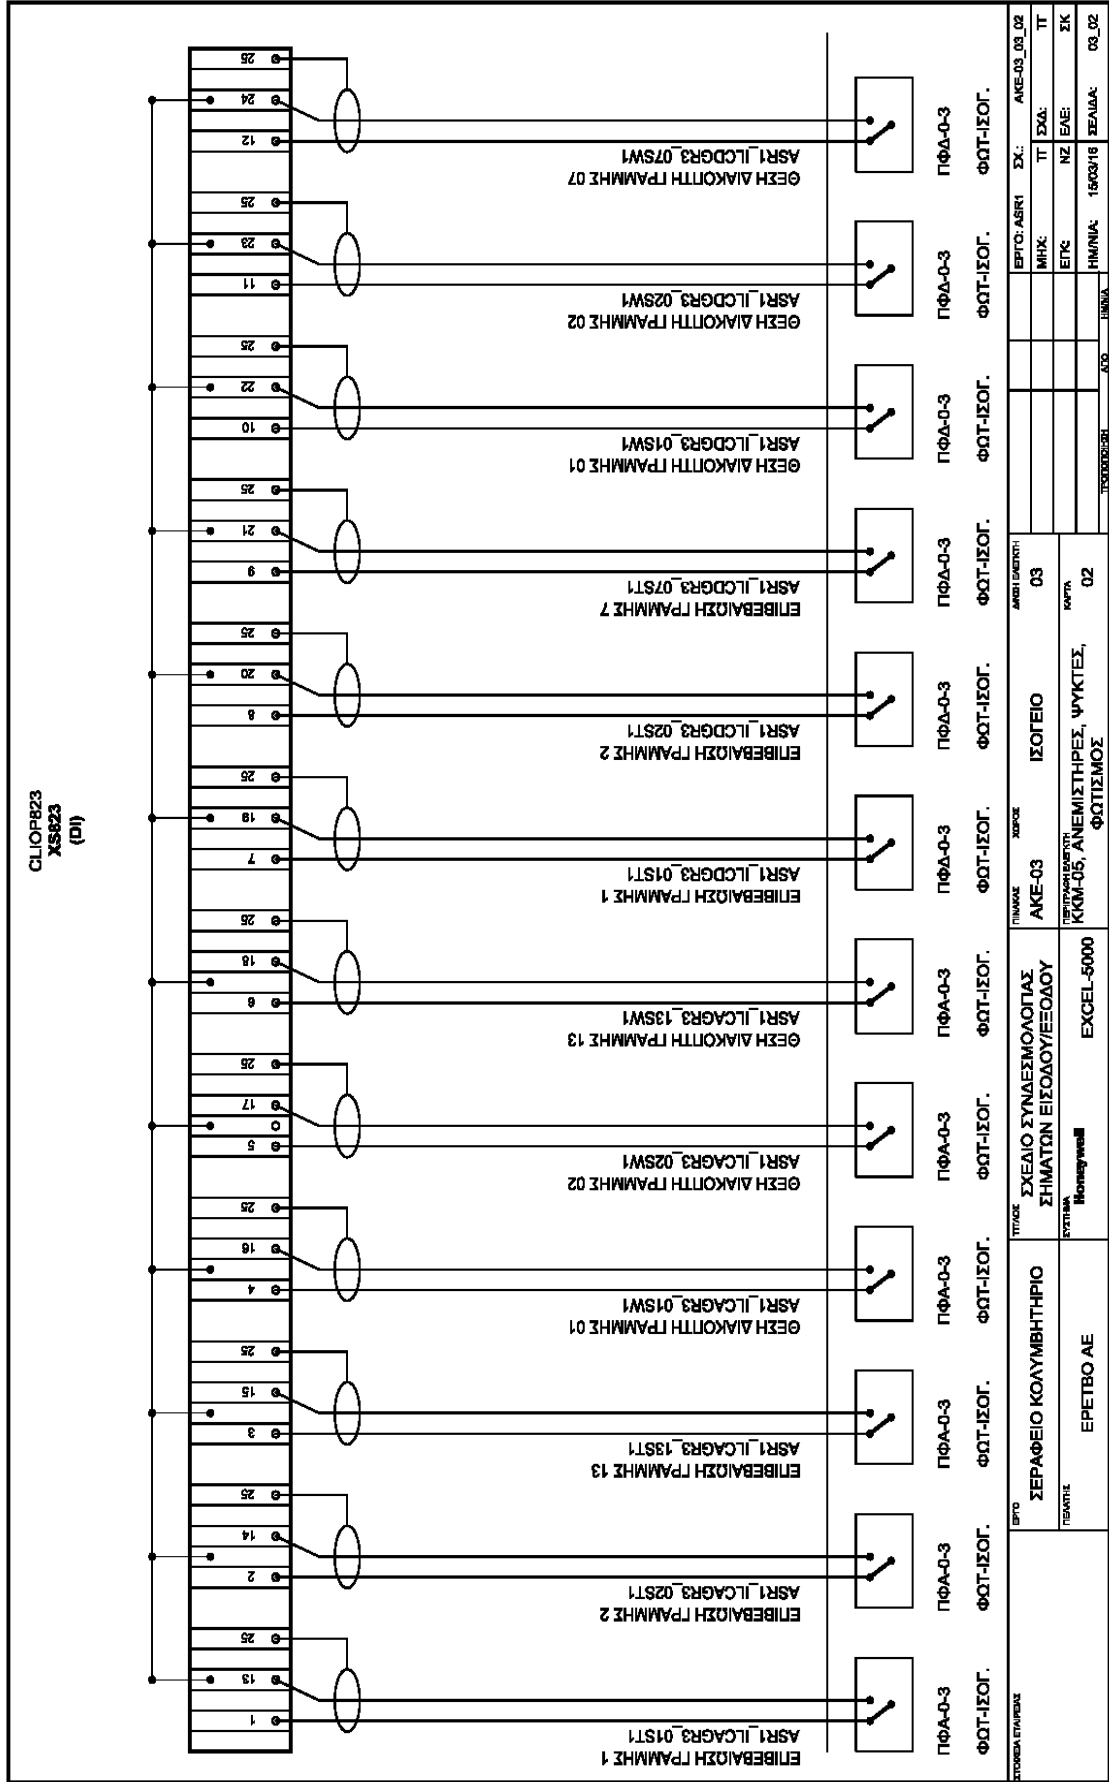 CLIOP823
XS823
(DI)
1 13 25
2 14 25
3 15 25
4 16 25
5 17 25
6 18 25
7 19 25
8 20 25
9 21 25
10 22 25
11 23 25
12 24 25
ΕΠΙΒΕΒΑΙΩΣΗ ΓΡΑΜΜΗΣ 1
ASR1_ILCAGR3_01ST1
ΕΠΙΒΕΒΑΙΩΣΗ ΓΡΑΜΜΗΣ 2
ASR1_ILCAGR3_02ST1
ΕΠΙΒΕΒΑΙΩΣΗ ΓΡΑΜΜΗΣ 13
ASR1_ILCAGR3_13ST1
ΘΕΣΗ ΔΙΑΚΟΠΤΗ ΓΡΑΜΜΗΣ 01
ASR1_ILCAGR3_01SW1
ΘΕΣΗ ΔΙΑΚΟΠΤΗ ΓΡΑΜΜΗΣ 02
ASR1_ILCAGR3_02SW1
ΘΕΣΗ ΔΙΑΚΟΠΤΗ ΓΡΑΜΜΗΣ 13
ASR1_ILCAGR3_13SW1
ΕΠΙΒΕΒΑΙΩΣΗ ΓΡΑΜΜΗΣ 1
ASR1_ILCDGR3_01ST1
ΕΠΙΒΕΒΑΙΩΣΗ ΓΡΑΜΜΗΣ 2
ASR1_ILCDGR3_02ST1
ΕΠΙΒΕΒΑΙΩΣΗ ΓΡΑΜΜΗΣ 7
ASR1_ILCDGR3_07ST1
ΘΕΣΗ ΔΙΑΚΟΠΤΗ ΓΡΑΜΜΗΣ 01
ASR1_ILCDGR3_01SW1
ΘΕΣΗ ΔΙΑΚΟΠΤΗ ΓΡΑΜΜΗΣ 02
ASR1_ILCDGR3_02SW1
ΘΕΣΗ ΔΙΑΚΟΠΤΗ ΓΡΑΜΜΗΣ 07
ASR1_ILCDGR3_07SW1
ΠΦΑ-0-3 ΠΦΑ-0-3 ΠΦΑ-0-3 ΠΦΑ-0-3 ΠΦΑ-0-3 ΠΦΑ-0-3 ΠΦΔ-0-3 ΠΦΔ-0-3 ΠΦΔ-0-3 ΠΦΔ-0-3 ΠΦΔ-0-3 ΠΦΔ-0-3
ΦΩΤ-ΙΣΟΓ. ΦΩΤ-ΙΣΟΓ. ΦΩΤ-ΙΣΟΓ. ΦΩΤ-ΙΣΟΓ. ΦΩΤ-ΙΣΟΓ. ΦΩΤ-ΙΣΟΓ. ΦΩΤ-ΙΣΟΓ. ΦΩΤ-ΙΣΟΓ. ΦΩΤ-ΙΣΟΓ. ΦΩΤ-ΙΣΟΓ. ΦΩΤ-ΙΣΟΓ. ΦΩΤ-ΙΣΟΓ.
ΣΤΟΙΧΕΙΑ ΕΤΑΙΡΕΙΑΣ
ΕΡΓΟ
ΣΕΡΑΦΕΙΟ ΚΟΛΥΜΒΗΤΗΡΙΟ
ΠΕΛΑΤΗΣ
ΕΡΕΤΒΟ ΑΕ
ΤΙΤΛΟΣ
ΣΧΕΔΙΟ ΣΥΝΔΕΣΜΟΛΟΓΙΑΣ
ΣΗΜΑΤΩΝ ΕΙΣΟΔΟΥ/ΕΞΟΔΟΥ
ΣΥΣΤΗΜΑ
Honeywell EXCEL-5000
ΠΙΝΑΚΑΣ
ΑΚΕ-03
ΧΩΡΟΣ
ΙΣΟΓΕΙΟ
Δ/ΝΣΗ ΕΛΕΓΚΤΗ
03
ΠΕΡΙΓΡΑΦΗ ΕΛΕΓΚΤΗ
ΚΚΜ-05, ΑΝΕΜΙΣΤΗΡΕΣ, ΨΥΚΤΕΣ,
ΦΩΤΙΣΜΟΣ
ΚΑΡΤΑ
02
ΤΡΟΠΟΠΟΙΗΣΗ ΑΠΟ ΗΜ/ΝΙΑ
ΕΡΓΟ: ASR1 ΣΧ.: AKE-03_03_02
ΜΗΧ: ΤΓ ΣΧΔ: ΤΓ
ΕΓΚ: ΝΖ ΕΛΕ: ΣΚ
ΗΜ/ΝΙΑ: 15/03/16 ΣΕΛΙΔΑ: 03_02